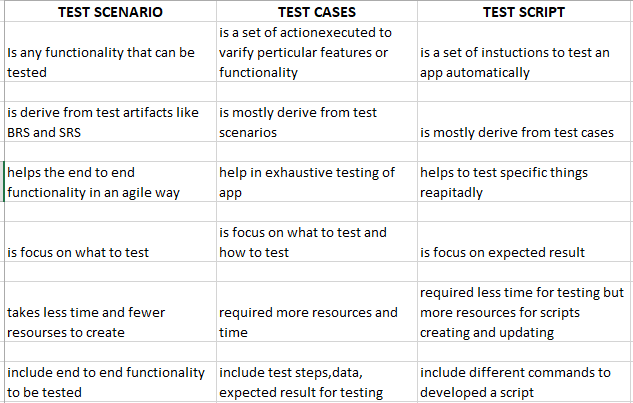 TEST SCENARIO
TEST CASES
TEST SCRIPT
Is any functionality that can be
tested
is a set of actionexecuted to
varify perticular features or
functionality
is a set of instuctions to test an
app automatically
is derive from test artifacts like
BRS and SRS
is mostly derive from test
scenarios
is mostly derive from test cases
helps the end to end
functionality in an agile way
help in exhaustive testing of
app
helps to test specific things
reapitadly
is focus on what to test
is focus on what to test and
how to test
is focus on expected result
takes less time and fewer
resourses to create
required more resources and
time
required less time for testing but
more resources for scripts
creating and updating
include end to end functionality
to be tested
include test steps,data,
expected result for testing
include different commands to
developed a script